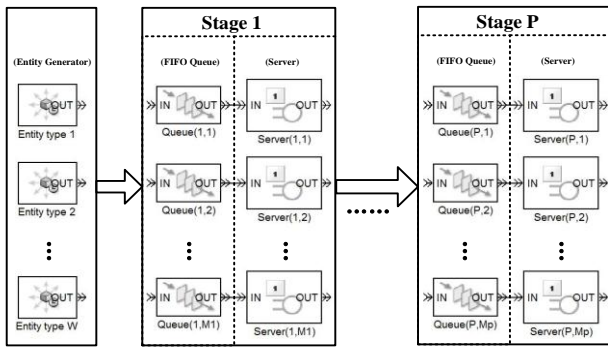 Stage 1
Stage P
(Entity Generator)
(FIFO Queue)
(Server)
(FIFO Queue)
(Server)
OUT
Entity type 1
IN OUT
Queue(1,1)
1
IN OUT
Server(1,1)
IN OUT
Queue(P,1)
1
IN OUT
Server(P,1)
OUT
Entity type 2
IN OUT
Queue(1,2)
1
IN OUT
Server(1,2)
IN OUT
Queue(P,2)
1
IN OUT
Server(P,2)
OUT
Entity type W
IN OUT
Queue(1,M1)
1
IN OUT
Server(1,M1)
IN OUT
Queue(P,Mp)
1
IN OUT
Server(P,Mp)